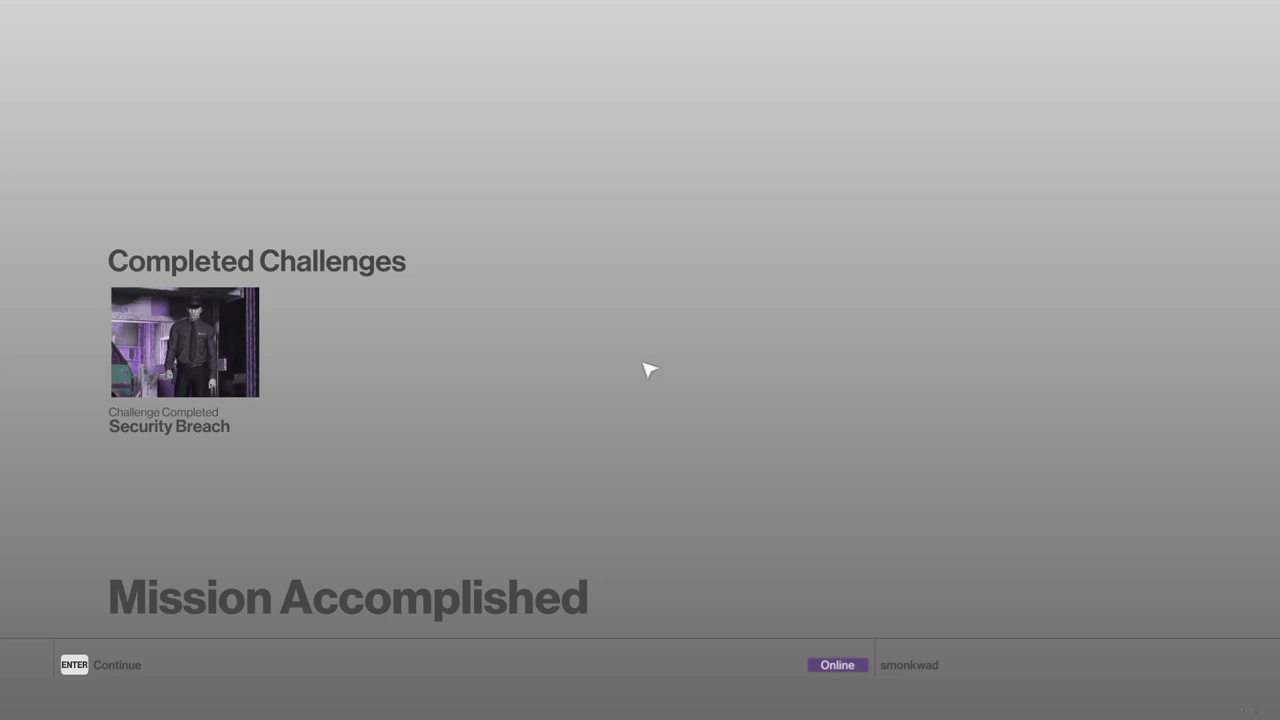 Completed Challenges
Challenge Completed
Security Breach
Mission Accomplished
ENTER Continue
Online smonkwad